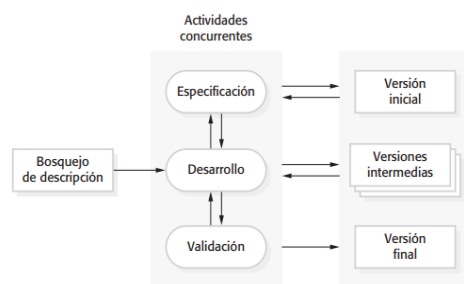 Actividades
concurrentes
Especificación
Versión
inicial
Bosquejo
de descripción
Desarrollo
Versiones
intermedias
Validación
Versión
final